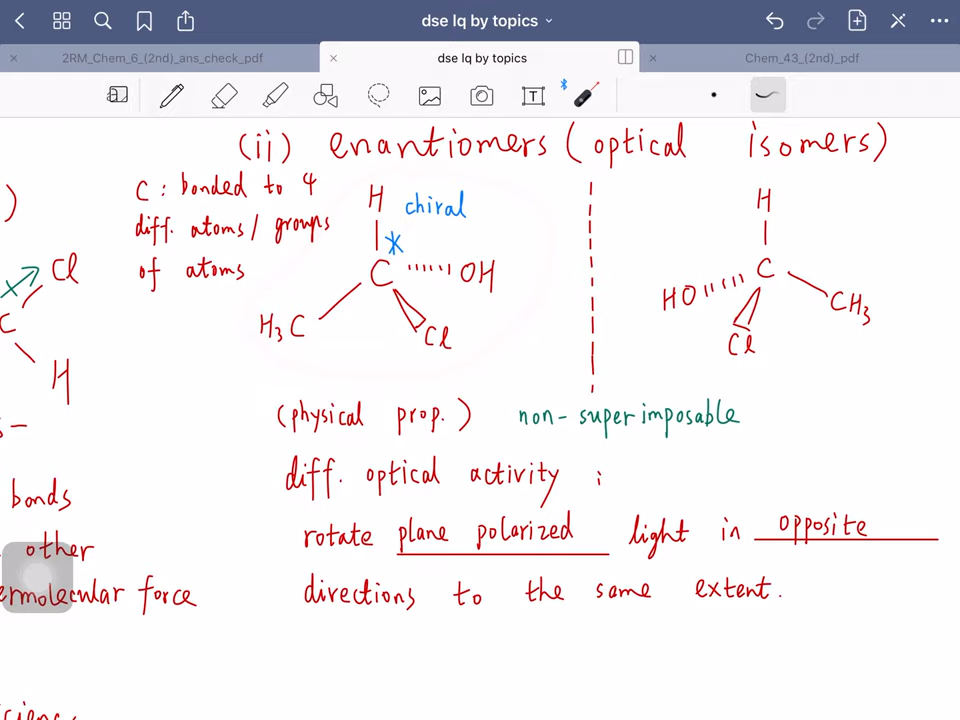 dse lq by topics
2RM_Chem_6_(2nd)_ans_check_pdf
dse lq by topics
Chem_43_(2nd)_pdf
(ii) enantiomers (optical isomers)
)
C : bonded to 4
diff. atoms / groups
of atoms
H
chiral
*
C OH
H3C
Cl
H
HO C
CH3
Cl
Cl
C
H
(physical prop.) non-superimposable
diff. optical activity :
rotate plane polarized light in opposite
directions to the same extent.
s-
bonds
other
ermolecular force